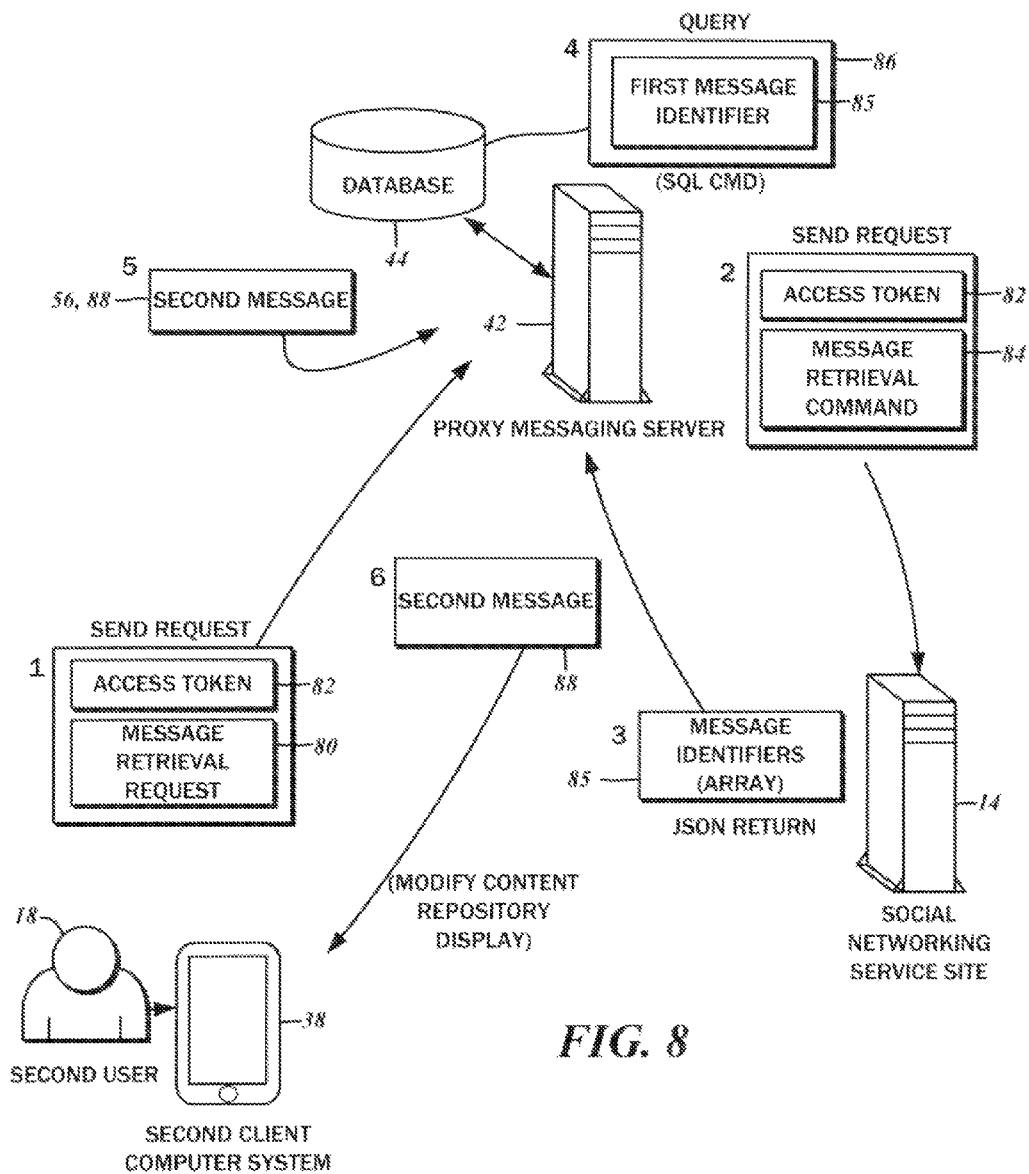 QUERY
4
86
FIRST MESSAGE
IDENTIFIER
85
(SQL CMD)
DATABASE
44
5
56, 88
SECOND MESSAGE
42
PROXY MESSAGING SERVER
SEND REQUEST
2
ACCESS TOKEN
82
MESSAGE
RETRIEVAL
COMMAND
84
6
SECOND MESSAGE
88
SEND REQUEST
1
ACCESS TOKEN
82
MESSAGE
RETRIEVAL
REQUEST
80
3
MESSAGE
IDENTIFIERS
(ARRAY)
85
JSON RETURN
14
SOCIAL
NETWORKING
SERVICE SITE
(MODIFY CONTENT
REPOSITORY
DISPLAY)
18
SECOND USER
38
SECOND CLIENT
COMPUTER SYSTEM
FIG. 8